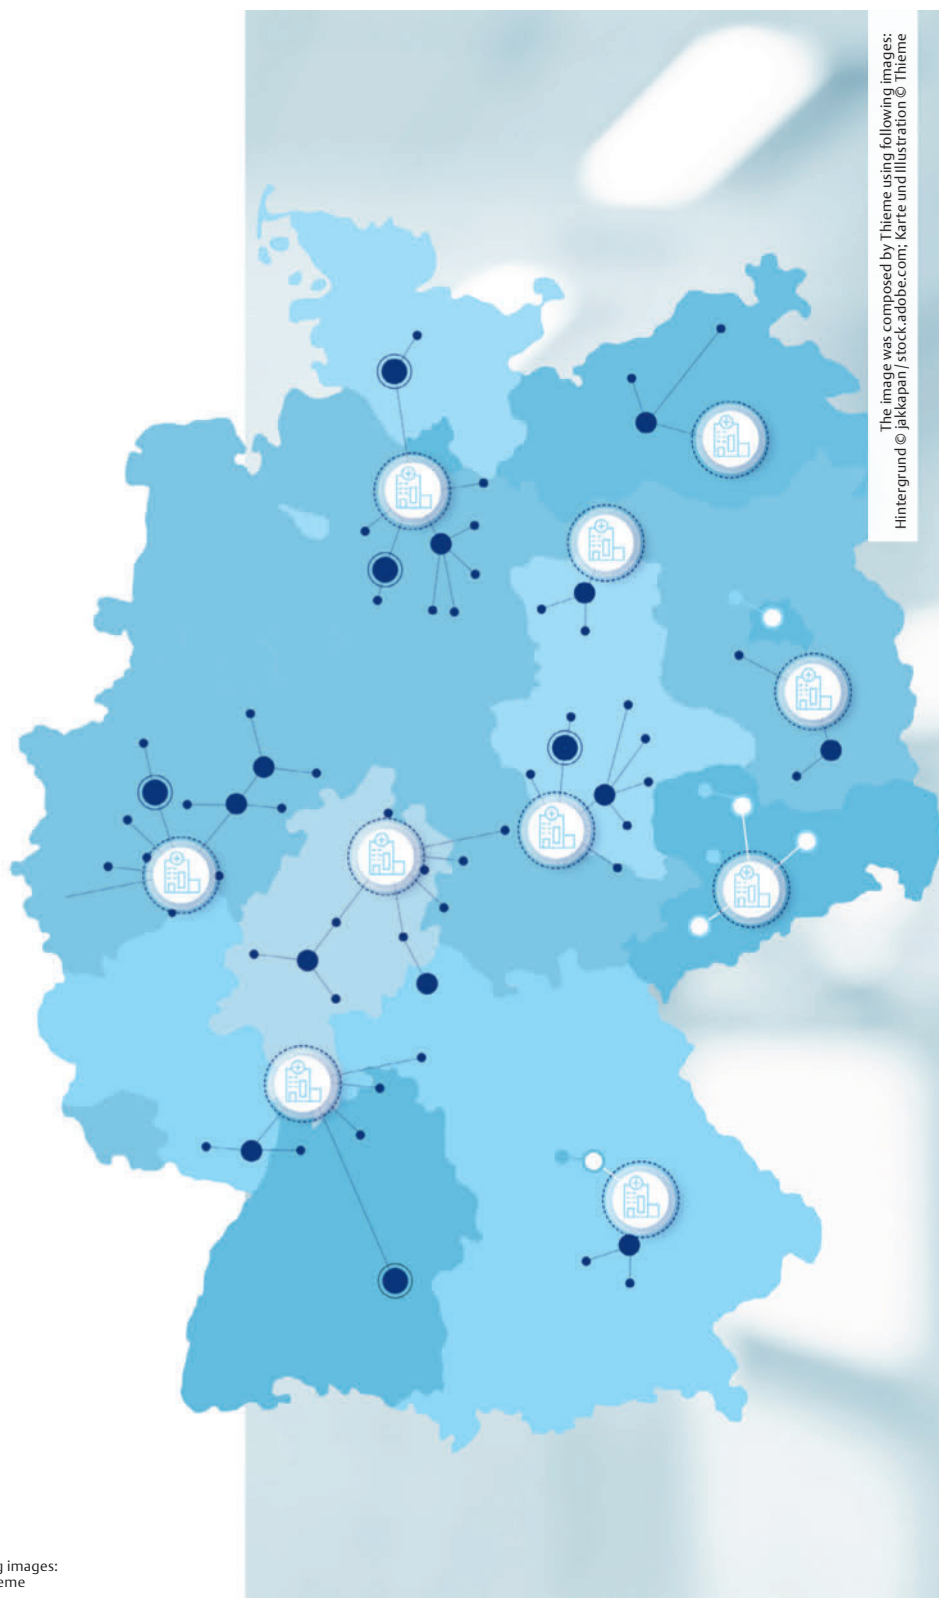 The image was composed by Thieme using following images:
Hintergrund © jakkapan/stock.adobe.com; Karte und Illustration © Thieme
g images:
eme